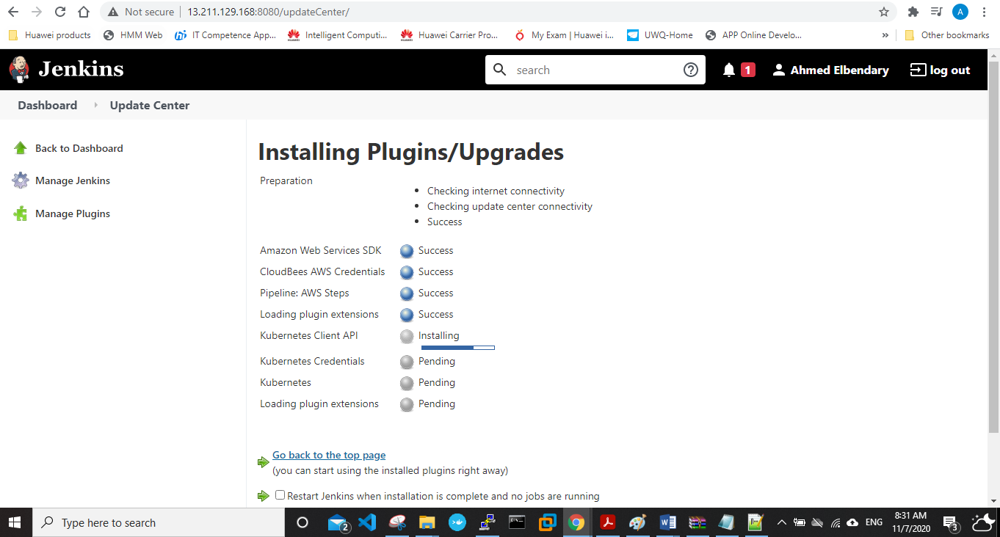 Not secure | 13.211.129.168:8080/updateCenter/
A
Huawei products HMM Web IT Competence App... Intelligent Computi... Huawei Carrier Pro... My Exam | Huawei i... UWQ-Home APP Online Develo... » Other bookmarks
Jenkins search 1 Ahmed Elbendary log out
Dashboard Update Center
Back to Dashboard
Manage Jenkins
Manage Plugins
Installing Plugins/Upgrades
Preparation
• Checking internet connectivity
• Checking update center connectivity
• Success
Amazon Web Services SDK Success
CloudBees AWS Credentials Success
Pipeline: AWS Steps Success
Loading plugin extensions Success
Kubernetes Client API Installing
Kubernetes Credentials Pending
Kubernetes Pending
Loading plugin extensions Pending
Go back to the top page
(you can start using the installed plugins right away)
Restart Jenkins when installation is complete and no jobs are running
Type here to search 2 ENG 8:31 AM 3
11/7/2020